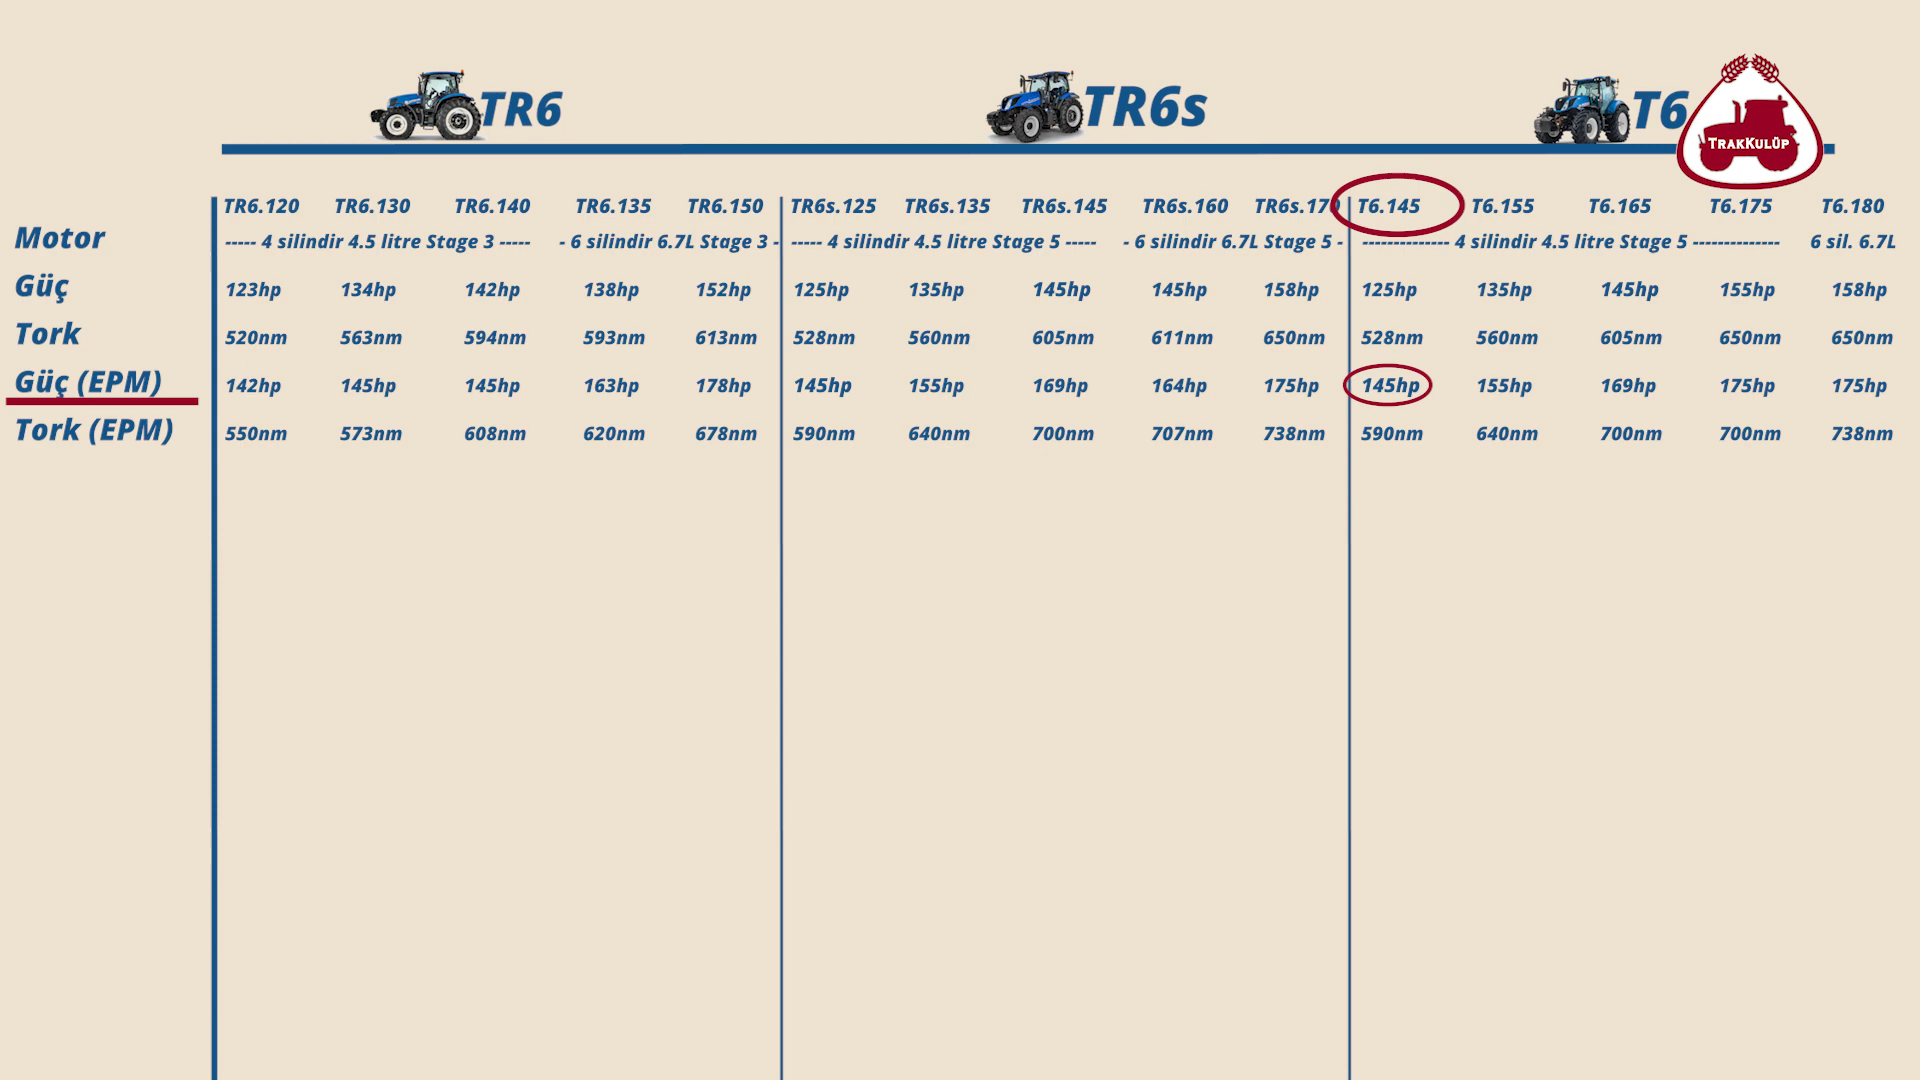 TR6 TR6s T6
TRAKKULÜP
TR6.120 TR6.130 TR6.140 TR6.135 TR6.150 TR6s.125 TR6s.135 TR6s.145 TR6s.160 TR6s.170 T6.145 T6.155 T6.165 T6.175 T6.180
Motor ----- 4 silindir 4.5 litre Stage 3 ----- - 6 silindir 6.7L Stage 3 - ----- 4 silindir 4.5 litre Stage 5 ----- - 6 silindir 6.7L Stage 5 - -------------- 4 silindir 4.5 litre Stage 5 -------------- 6 sil. 6.7L
Güç 123hp 134hp 142hp 138hp 152hp 125hp 135hp 145hp 145hp 158hp 125hp 135hp 145hp 155hp 158hp
Tork 520nm 563nm 594nm 593nm 613nm 528nm 560nm 605nm 611nm 650nm 528nm 560nm 605nm 650nm 650nm
Güç (EPM) 142hp 145hp 145hp 163hp 178hp 145hp 155hp 169hp 164hp 175hp 145hp 155hp 169hp 175hp 175hp
Tork (EPM) 550nm 573nm 608nm 620nm 678nm 590nm 640nm 700nm 707nm 738nm 590nm 640nm 700nm 700nm 738nm